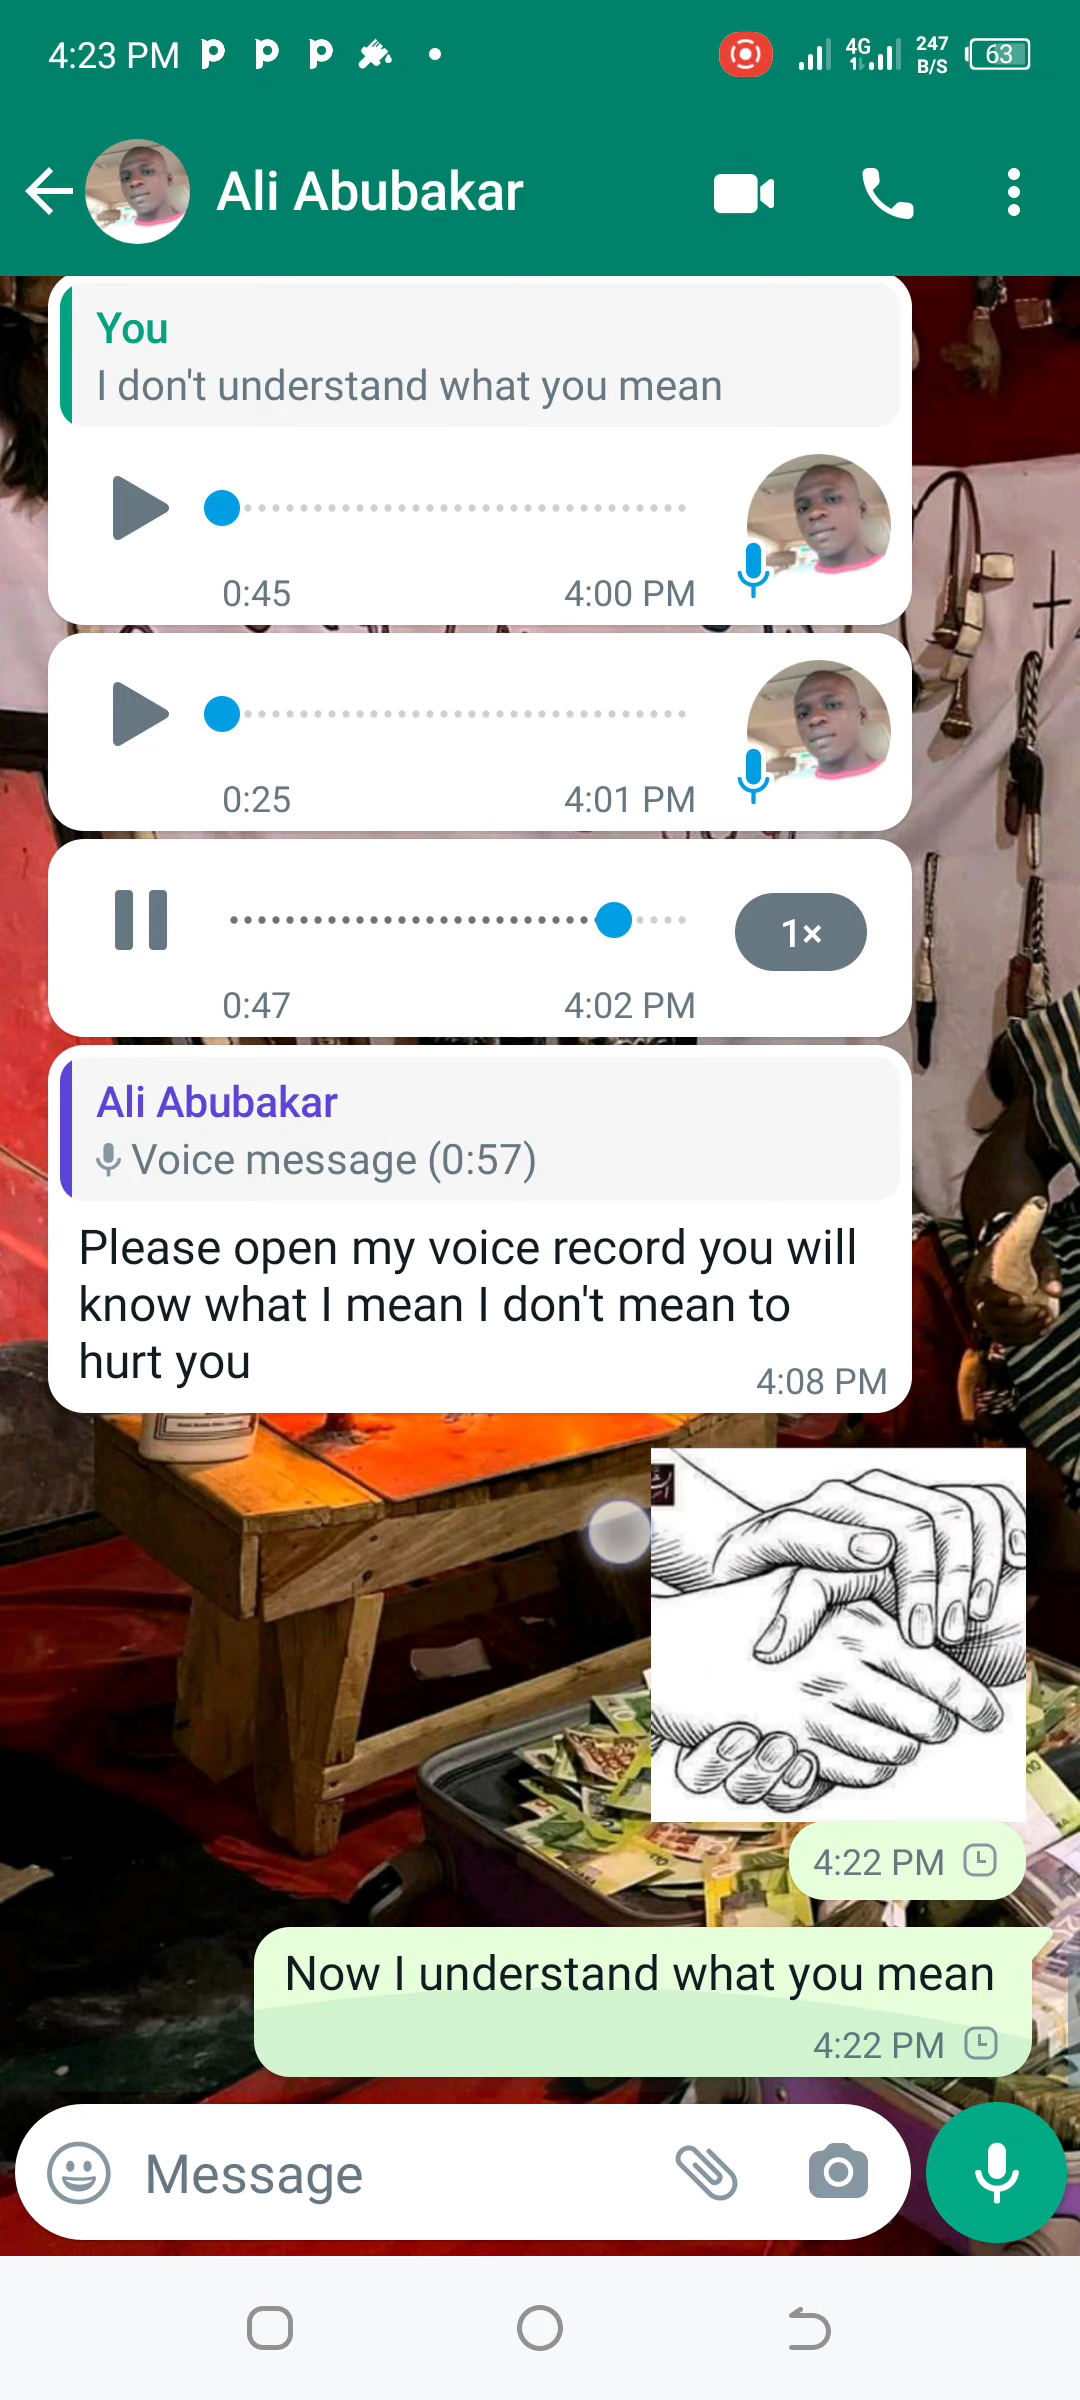 4:23 PM
4G
247
B/S
63
Ali Abubakar
You
I don't understand what you mean
0:45
4:00 PM
0:25
4:01 PM
1×
0:47
4:02 PM
Ali Abubakar
Voice message (0:57)
Please open my voice record you will
know what I mean I don't mean to
hurt you
4:08 PM
4:22 PM
Now I understand what you mean
4:22 PM
Message